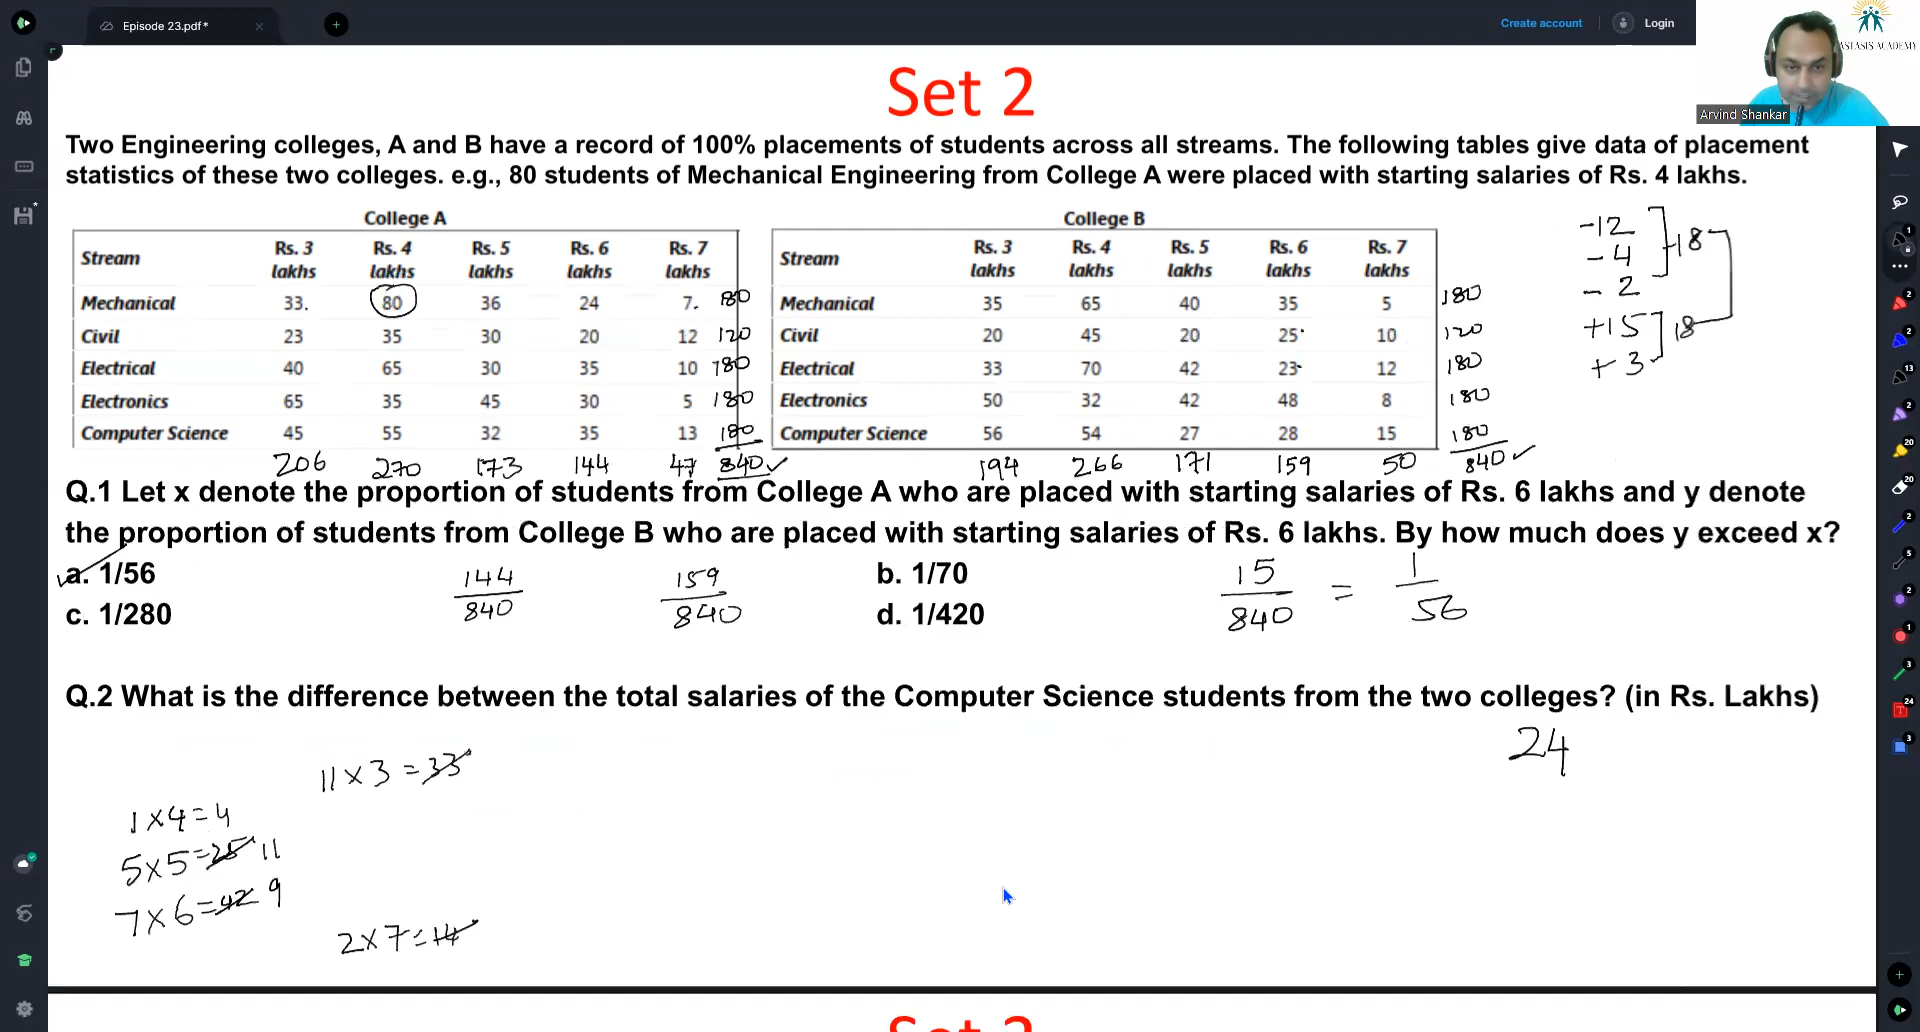 Episode 23.pdf*
Create account
Login
ASTASIS ACADEMY
Arvind Shankar
Set 2
Two Engineering colleges, A and B have a record of 100% placements of students across all streams. The following tables give data of placement
statistics of these two colleges. e.g., 80 students of Mechanical Engineering from College A were placed with starting salaries of Rs. 4 lakhs.
College A
Stream Rs. 3 lakhs Rs. 4 lakhs Rs. 5 lakhs Rs. 6 lakhs Rs. 7 lakhs
Mechanical 33 80 36 24 7 180
Civil 23 35 30 20 12 120
Electrical 40 65 30 35 10 180
Electronics 65 35 45 30 5 180
Computer Science 45 55 32 35 13 180
206 270 173 144 47 840
College B
Stream Rs. 3 lakhs Rs. 4 lakhs Rs. 5 lakhs Rs. 6 lakhs Rs. 7 lakhs
Mechanical 35 65 40 35 5 180
Civil 20 45 20 25 10 120
Electrical 33 70 42 23 12 180
Electronics 50 32 42 48 8 180
Computer Science 56 54 27 28 15 180
194 266 171 159 50 840
-12
-4
-2
-18
+15
+3
18
Q.1 Let x denote the proportion of students from College A who are placed with starting salaries of Rs. 6 lakhs and y denote
the proportion of students from College B who are placed with starting salaries of Rs. 6 lakhs. By how much does y exceed x?
a. 1/56
b. 1/70
c. 1/280
d. 1/420
144/840
159/840
15/840 = 1/56
Q.2 What is the difference between the total salaries of the Computer Science students from the two colleges? (in Rs. Lakhs)
24
11 x 3 = 33
1 x 4 = 4
5 x 5 = 25 11
7 x 6 = 42 9
2 x 7 = 14